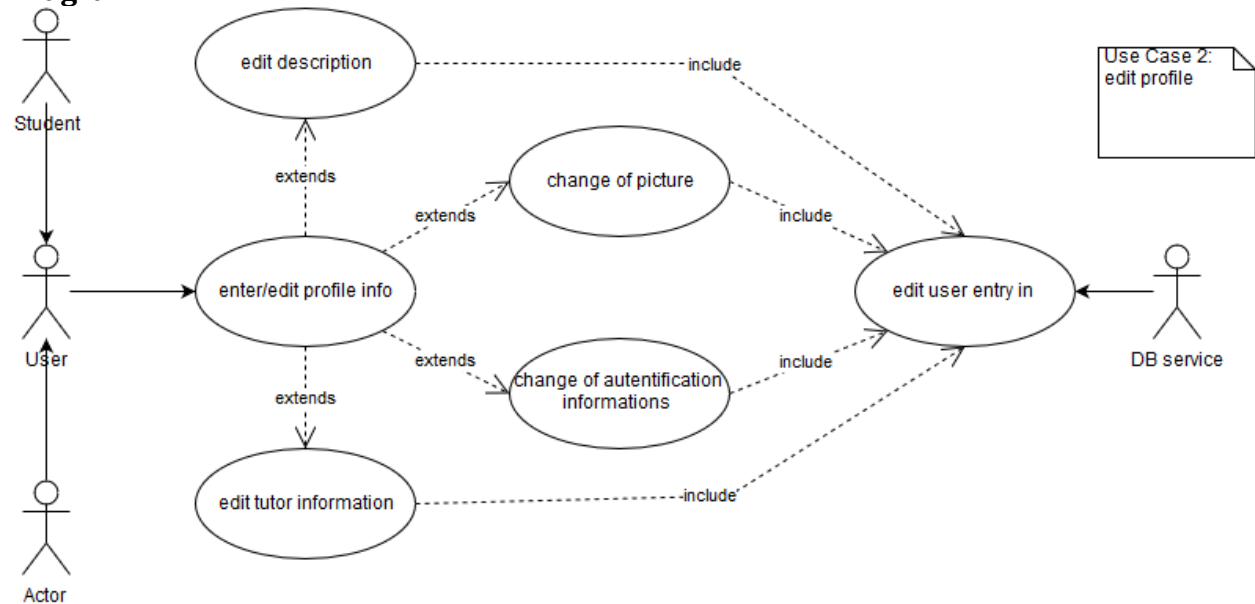 Student
edit description
include
Use Case 2:
edit profile
extends
change of picture
extends
include
User
enter/edit profile info
edit user entry in
DB service
extends
change of autentification
informations
include
extends
edit tutor information
include
Actor